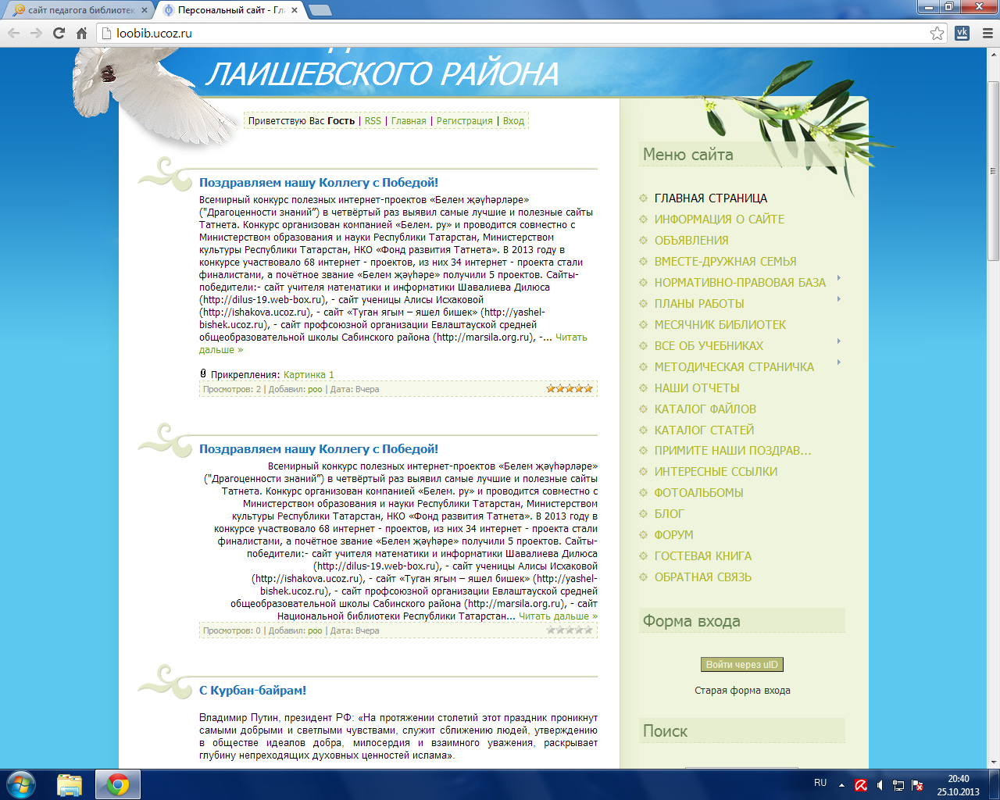 сайт педагога библиотек
Персональный сайт - Гл
loobib.ucoz.ru
ЛАИШЕВСКОГО РАЙОНА
Приветствую Вас Гость | RSS | Главная | Регистрация | Вход
Поздравляем нашу Коллегу с Победой!
Всемирный конкурс полезных интернет-проектов «Белем җәүһәрләре»
("Драгоценности знаний”) в четвёртый раз выявил самые лучшие и полезные сайты
Татнета. Конкурс организован компанией «Белем. ру» и проводится совместно с
Министерством образования и науки Республики Татарстан, Министерством
культуры Республики Татарстан, НКО «Фонд развития Татнета». В 2013 году в
конкурсе участвовало 68 интернет - проектов, из них 34 интернет - проекта стали
финалистами, а почётное звание «Белем җәүһәре» получили 5 проектов. Сайты-
победители:- сайт учителя математики и информатики Шавалиева Дилюса
(http://dilus-19.web-box.ru), - сайт ученицы Алисы Исхаковой
(http://ishakova.ucoz.ru), - сайт «Туган ягым – яшел бишек» (http://yashel-
bishek.ucoz.ru), - сайт профсоюзной организации Евлаштауской средней
общеобразовательной школы Сабинского района (http://marsila.org.ru), -... Читать
дальше »
Прикрепления: Картинка 1
Просмотров: 2 | Добавил: poo | Дата: Вчера
Поздравляем нашу Коллегу с Победой!
Всемирный конкурс полезных интернет-проектов «Белем җәүһәрләре»
("Драгоценности знаний”) в четвёртый раз выявил самые лучшие и полезные сайты
Татнета. Конкурс организован компанией «Белем. ру» и проводится совместно с
Министерством образования и науки Республики Татарстан, Министерством
культуры Республики Татарстан, НКО «Фонд развития Татнета». В 2013 году в
конкурсе участвовало 68 интернет - проектов, из них 34 интернет - проекта стали
финалистами, а почётное звание «Белем җәүһәре» получили 5 проектов. Сайты-
победители:- сайт учителя математики и информатики Шавалиева Дилюса
(http://dilus-19.web-box.ru), - сайт ученицы Алисы Исхаковой
(http://ishakova.ucoz.ru), - сайт «Туган ягым – яшел бишек» (http://yashel-
bishek.ucoz.ru), - сайт профсоюзной организации Евлаштауской средней
общеобразовательной школы Сабинского района (http://marsila.org.ru), - сайт
Национальной библиотеки Республики Татарстан... Читать дальше »
Просмотров: 0 | Добавил: poo | Дата: Вчера
С Курбан-байрам!
Владимир Путин, президент РФ: «На протяжении столетий этот праздник проникнут
самыми добрыми и светлыми чувствами, служит сближению людей, утверждению
в обществе идеалов добра, милосердия и взаимного уважения, раскрывает
глубину непреходящих духовных ценностей ислама».
Меню сайта
ГЛАВНАЯ СТРАНИЦА
ИНФОРМАЦИЯ О САЙТЕ
ОБЪЯВЛЕНИЯ
ВМЕСТЕ-ДРУЖНАЯ СЕМЬЯ
НОРМАТИВНО-ПРАВОВАЯ БАЗА
ПЛАНЫ РАБОТЫ
МЕСЯЧНИК БИБЛИОТЕК
ВСЕ ОБ УЧЕБНИКАХ
МЕТОДИЧЕСКАЯ СТРАНИЧКА
НАШИ ОТЧЕТЫ
КАТАЛОГ ФАЙЛОВ
КАТАЛОГ СТАТЕЙ
ПРИМИТЕ НАШИ ПОЗДРАВ...
ИНТЕРЕСНЫЕ ССЫЛКИ
ФОТОАЛЬБОМЫ
БЛОГ
ФОРУМ
ГОСТЕВАЯ КНИГА
ОБРАТНАЯ СВЯЗЬ
Форма входа
Войти через uID
Старая форма входа
Поиск
RU
20:40
25.10.2013